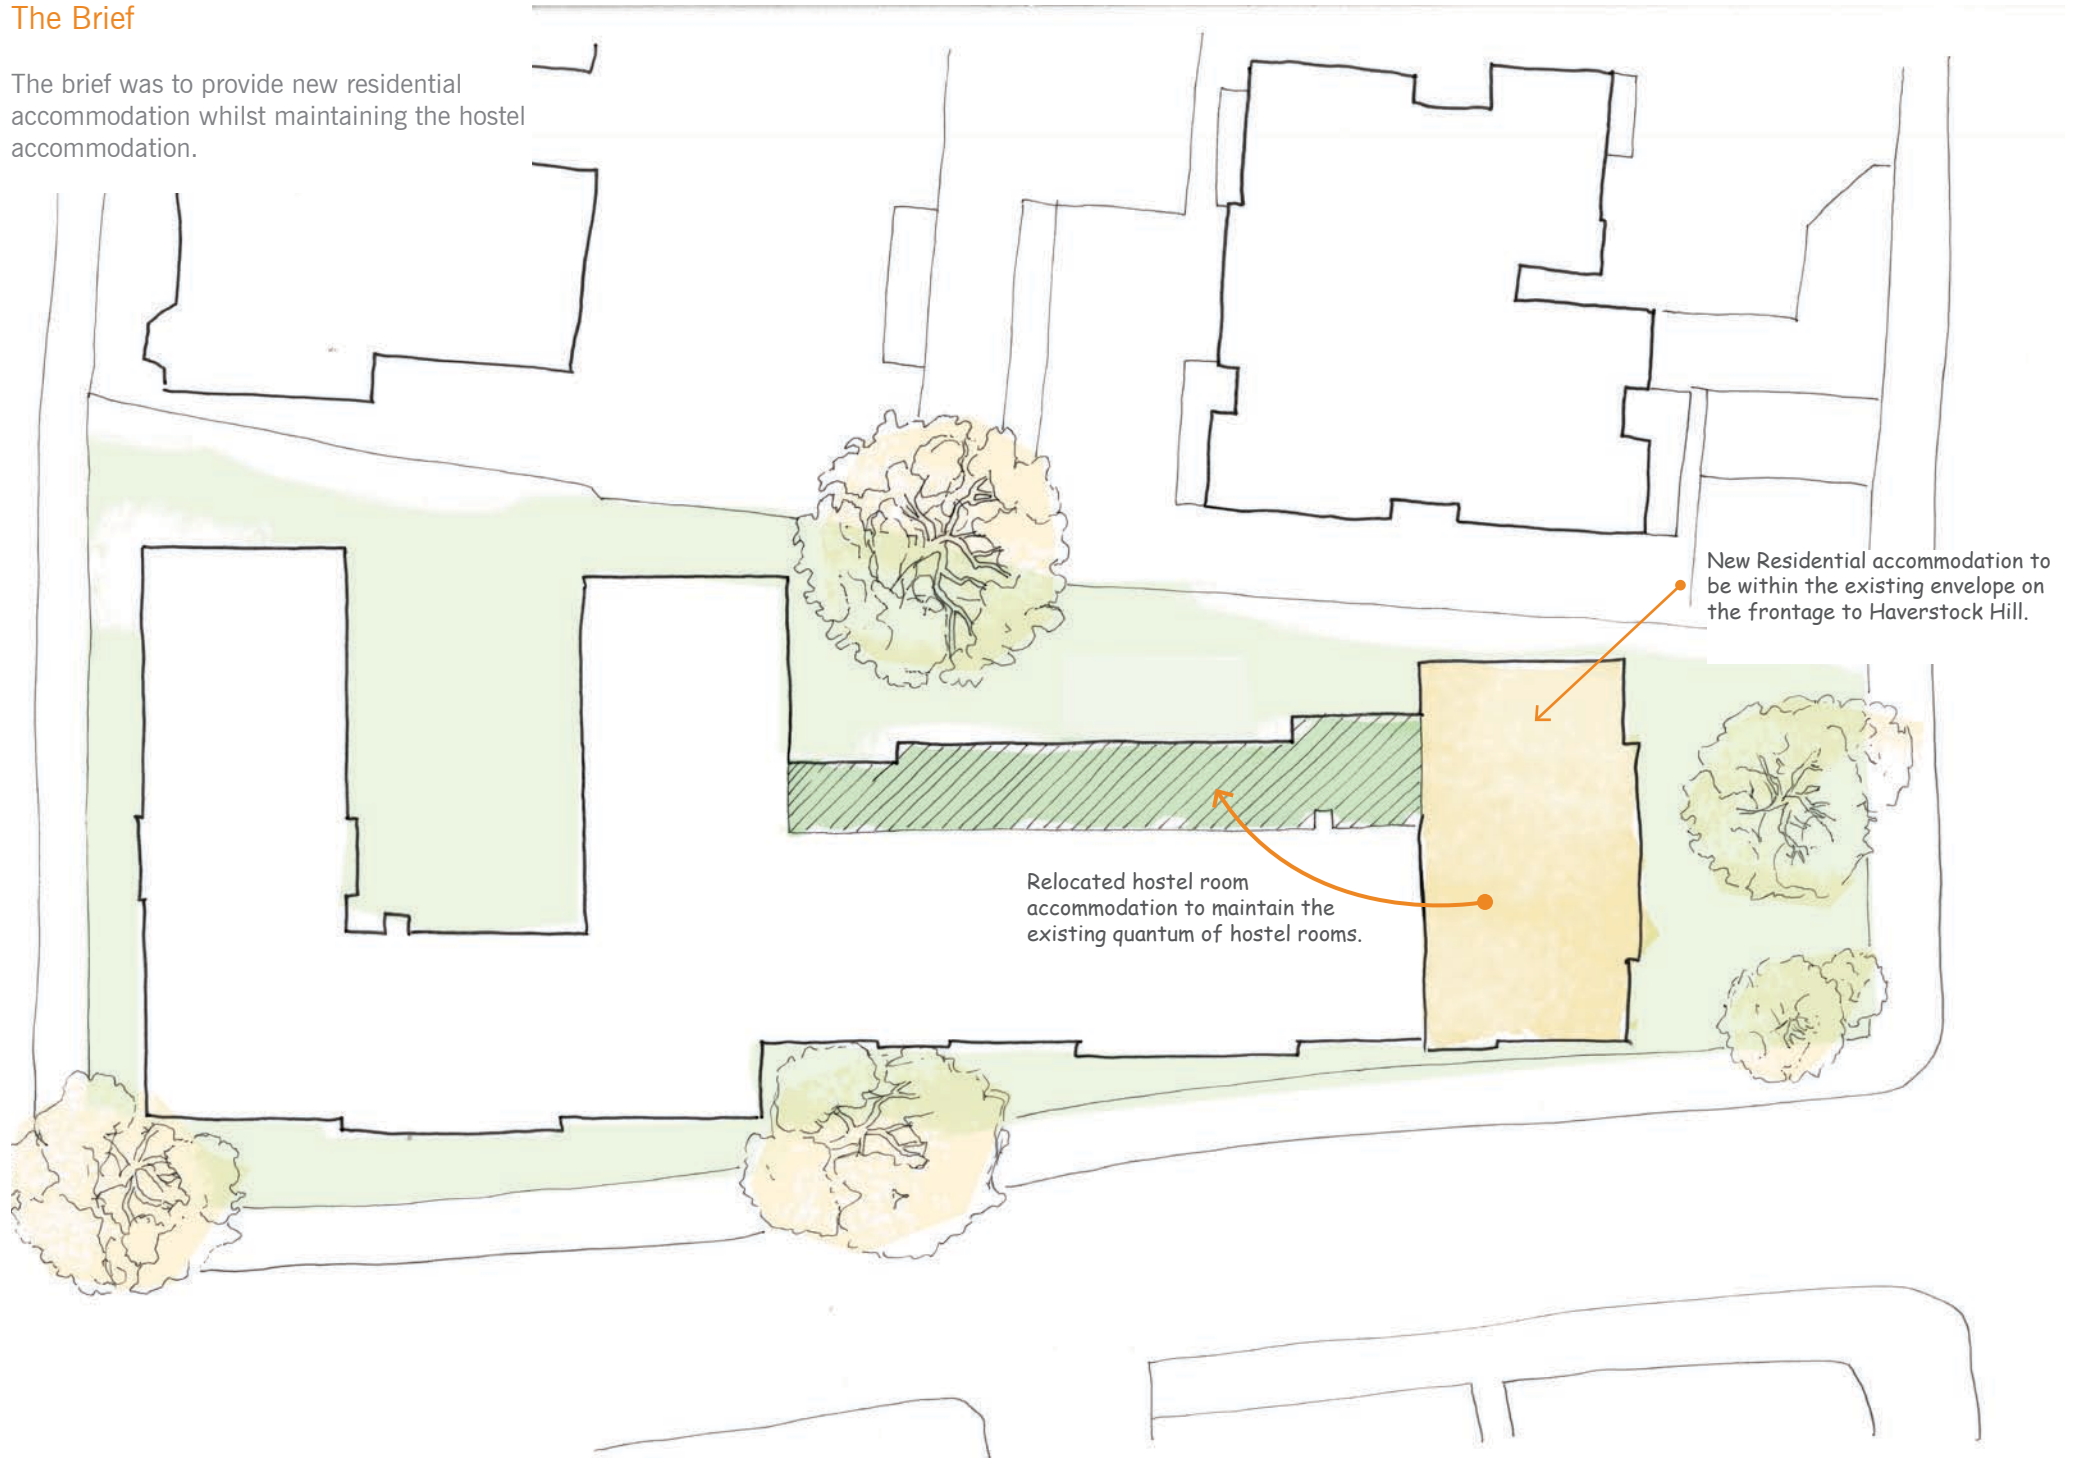 The Brief
The brief was to provide new residential
accommodation whilst maintaining the hostel
accommodation.
New Residential accommodation to
be within the existing envelope on
the frontage to Haverstock Hill.
Relocated hostel room
accommodation to maintain the
existing quantum of hostel rooms.